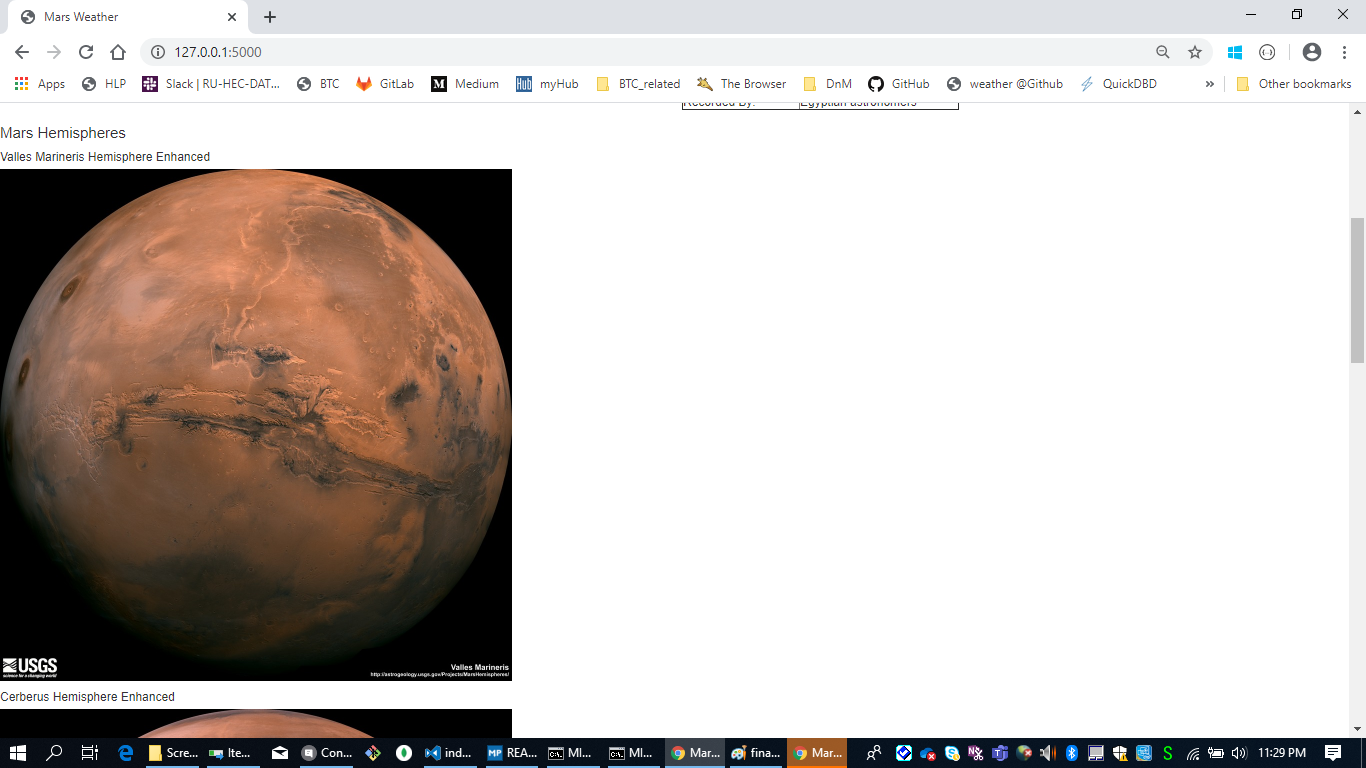 Mars Weather
127.0.0.1:5000
Apps HLP Slack | RU-HEC-DAT... BTC GitLab Medium myHub BTC_related The Browser DnM GitHub weather @Github QuickDBD » Other bookmarks
Recorded By: Egyptian astronomers
Mars Hemispheres
Valles Marineris Hemisphere Enhanced
USGS
science for a changing world
Valles Marineris
http://astrogeology.usgs.gov/Projects/MarsHemispheres/
Cerberus Hemisphere Enhanced
Scre... Ite... Con... ind... MP REA... MI... MI... Mar... fina... Mar... 11:29 PM